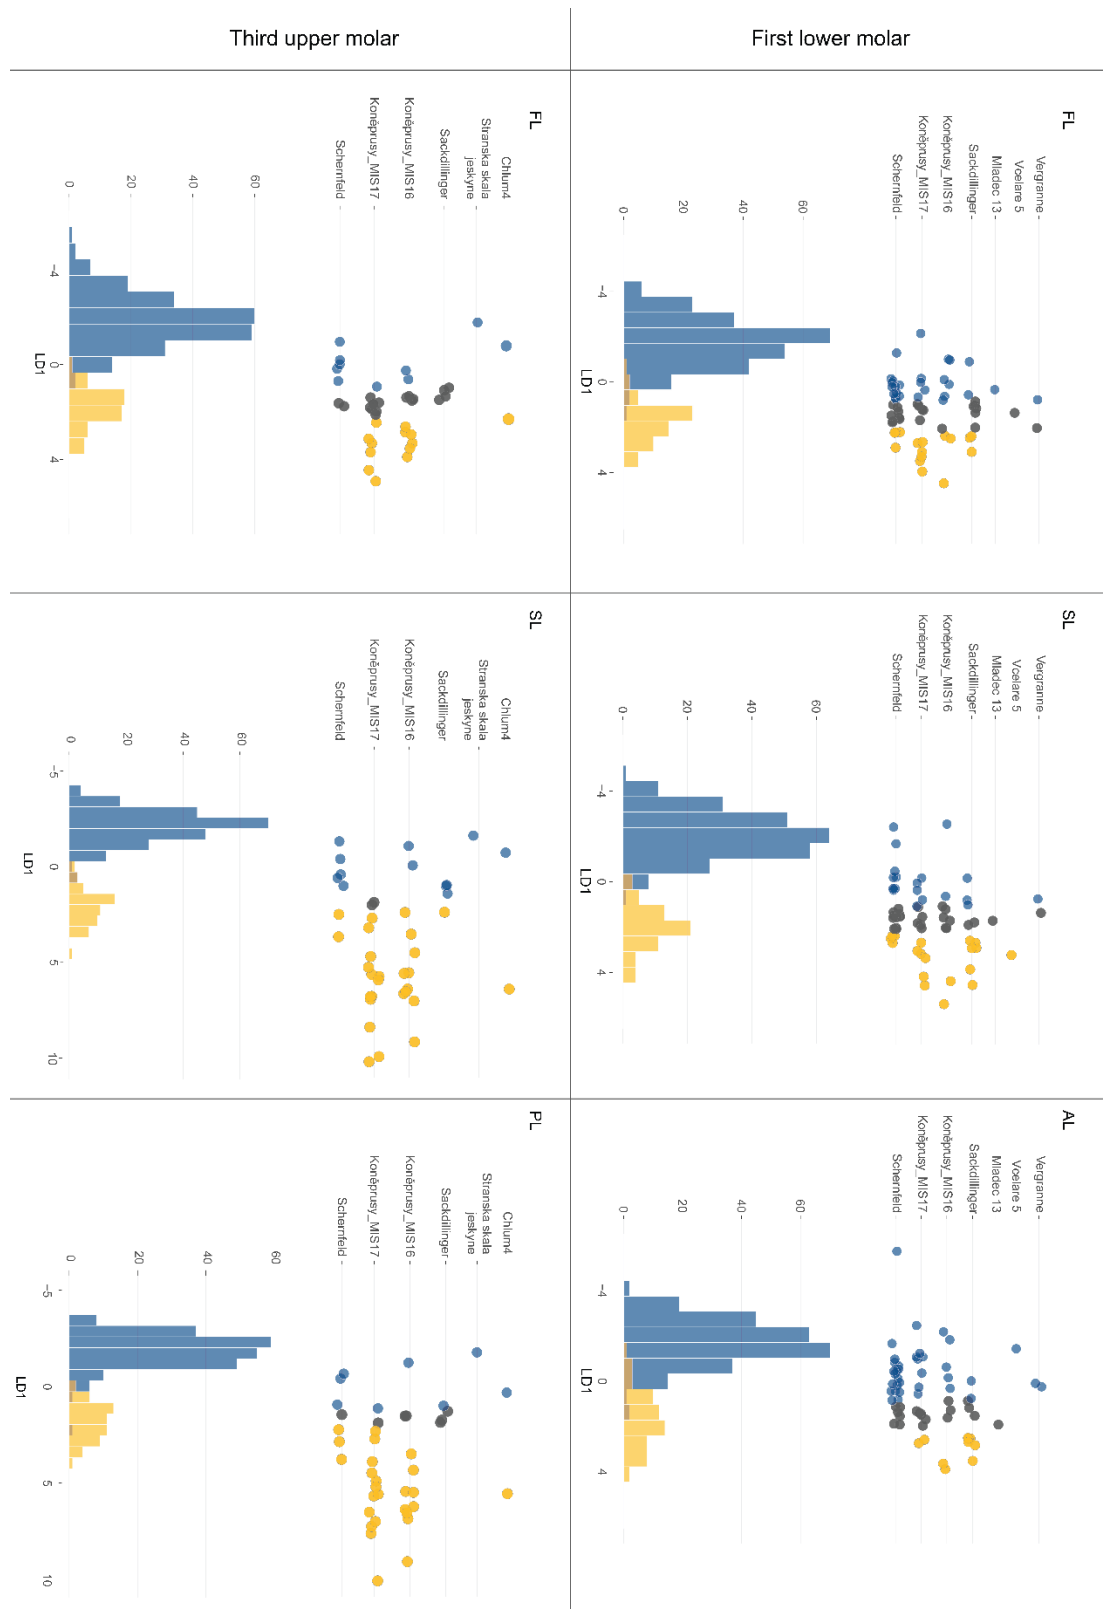 Third upper molar
First lower molar
FL
Schernfeld
Koněprusy_MIS17
Koněprusy_MIS16
Sackdillinger
Stranska skala
jeskyne
Chlum4
0
20
40
60
-4
0
4
LD1
FL
Schernfeld
Koněprusy_MIS17
Koněprusy_MIS16
Sackdillinger
Mladec 13
Voelare 5
Vergranne
0
20
40
60
-4
0
4
LD1
SL
Schernfeld
Koněprusy_MIS17
Koněprusy_MIS16
Sackdillinger
Stranska skala
jeskyne
Chlum4
0
20
40
60
-5
0
5
10
LD1
SL
Schernfeld
Koněprusy_MIS17
Koněprusy_MIS16
Sackdillinger
Mladec 13
Voelare 5
Vergranne
0
20
40
60
-4
0
4
LD1
PL
Schernfeld
Koněprusy_MIS17
Koněprusy_MIS16
Sackdillinger
Stranska skala
jeskyne
Chlum4
0
20
40
60
-5
0
5
10
LD1
AL
Schernfeld
Koněprusy_MIS17
Koněprusy_MIS16
Sackdillinger
Mladec 13
Voelare 5
Vergranne
0
20
40
60
-4
0
4
LD1